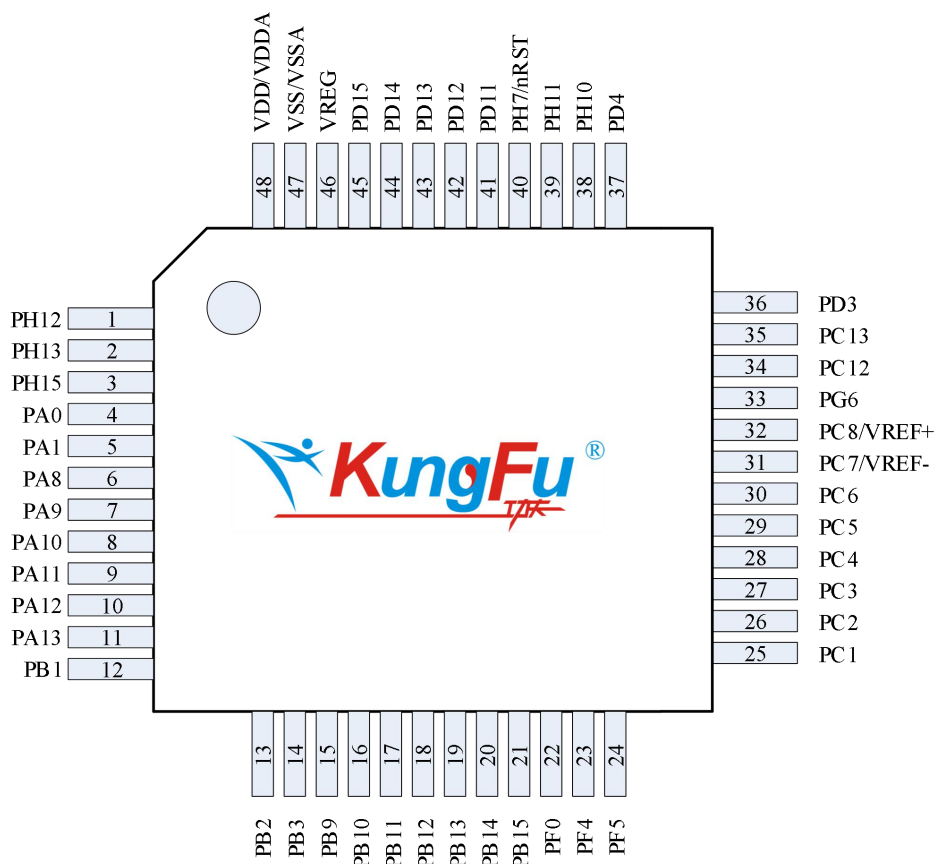 VDD/VDDA
VSS/VSSA
VREG
PD15
PD14
PD13
PD12
PD11
PH7/nRST
PH11
PH10
PD4
48
47
46
45
44
43
42
41
40
39
38
37
PH12 1
PH13 2
PH15 3
PA0 4
PA1 5
PA8 6
PA9 7
PA10 8
PA11 9
PA12 10
PA13 11
PB1 12
KungFu ®
功夫
36 PD3
35 PC13
34 PC12
33 PG6
32 PC8/VREF+
31 PC7/VREF-
30 PC6
29 PC5
28 PC4
27 PC3
26 PC2
25 PC1
13
14
15
16
17
18
19
20
21
22
23
24
PB2
PB3
PB9
PB10
PB11
PB12
PB13
PB14
PB15
PF0
PF4
PF5